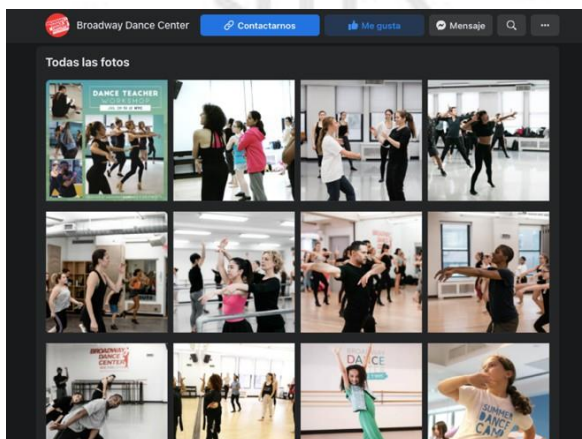 Broadway Dance Center
Contactarnos
Me gusta
Mensaje
Todas las fotos
DANCE TEACHER
WORKSHOP
BROADWAY
DANCE
CENTER
DANCE
SUMMER
DANCE
CAMP